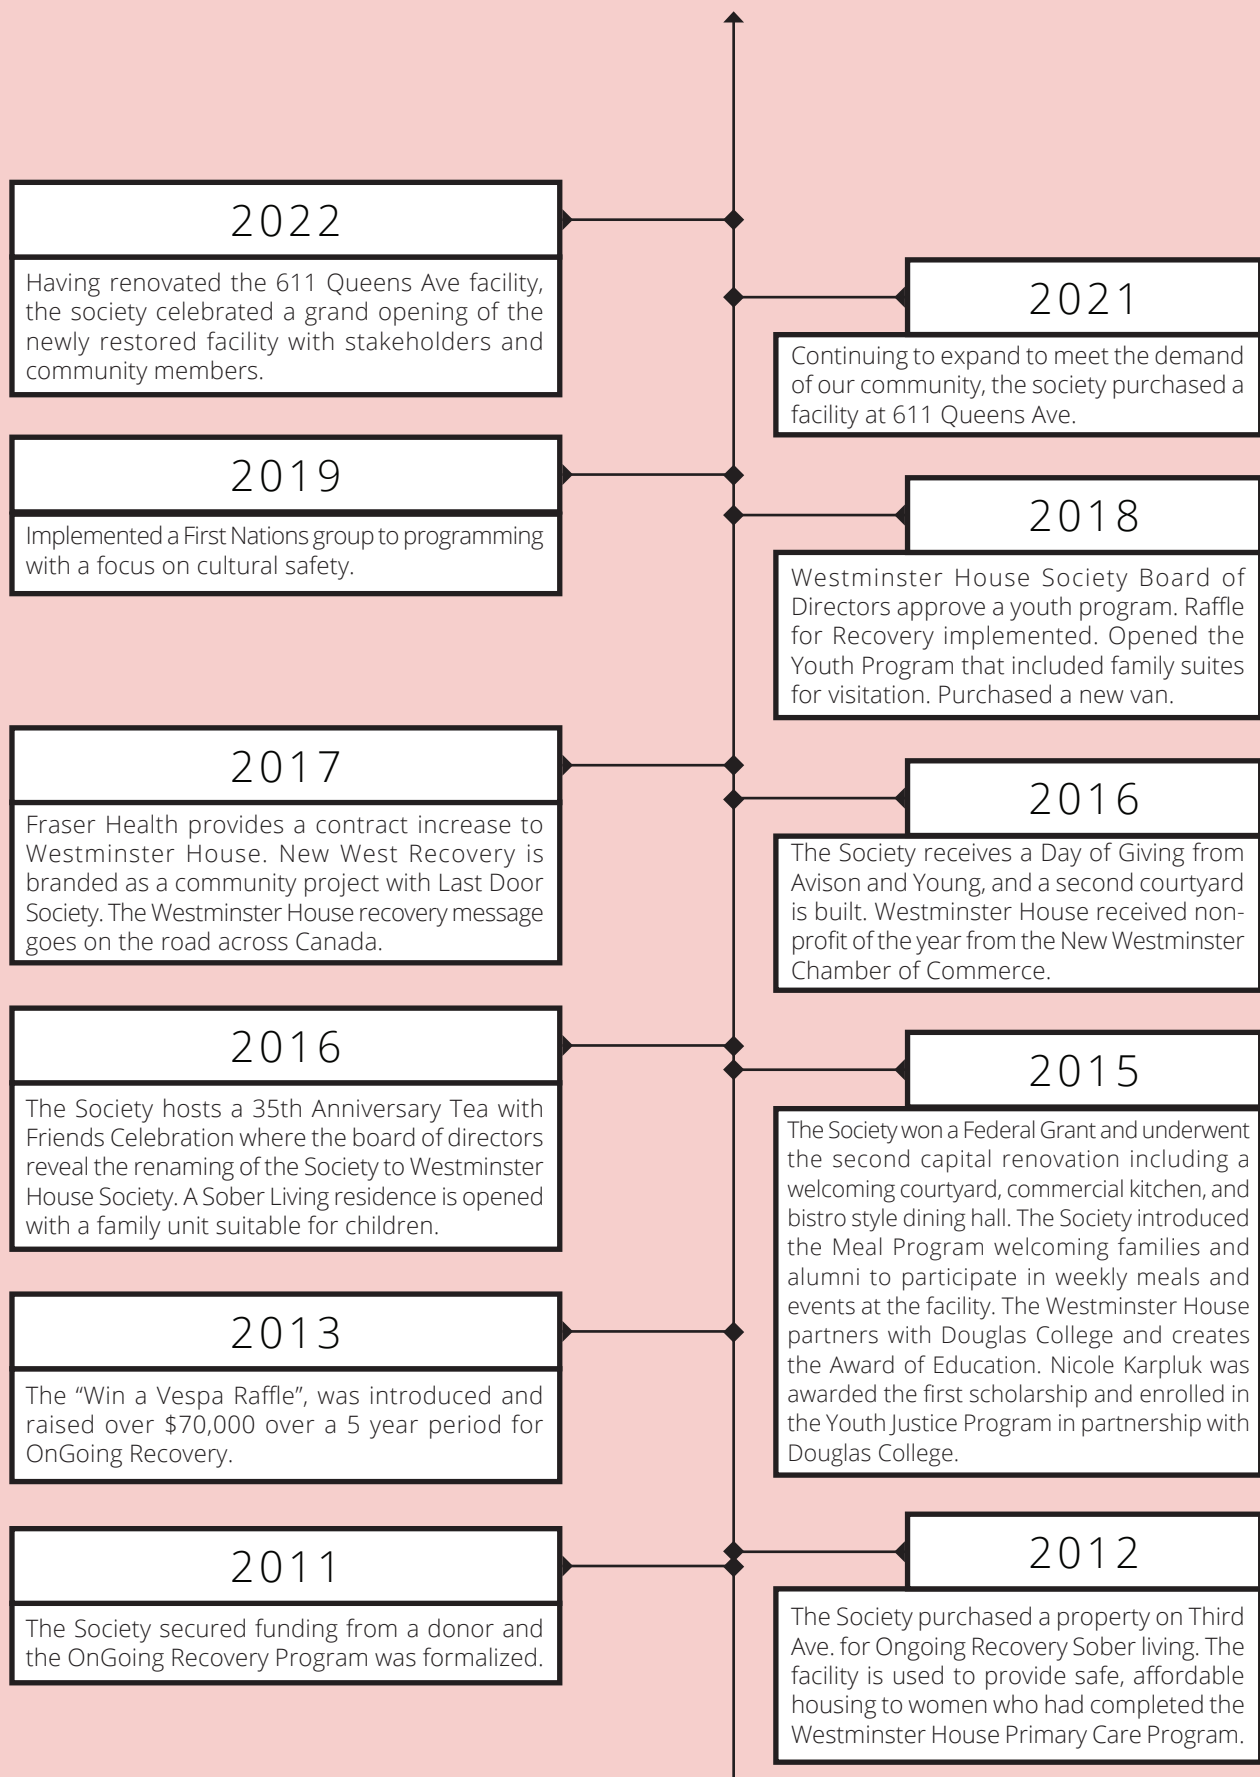 2022
Having renovated the 611 Queens Ave facility,
the society celebrated a grand opening of the
newly restored facility with stakeholders and
community members.
2021
Continuing to expand to meet the demand
of our community, the society purchased a
facility at 611 Queens Ave.
2019
Implemented a First Nations group to programming
with a focus on cultural safety.
2018
Westminster House Society Board of
Directors approve a youth program. Raffle
for Recovery implemented. Opened the
Youth Program that included family suites
for visitation. Purchased a new van.
2017
Fraser Health provides a contract increase to
Westminster House. New West Recovery is
branded as a community project with Last Door
Society. The Westminster House recovery message
goes on the road across Canada.
2016
The Society receives a Day of Giving from
Avison and Young, and a second courtyard
is built. Westminster House received non-
profit of the year from the New Westminster
Chamber of Commerce.
2016
The Society hosts a 35th Anniversary Tea with
Friends Celebration where the board of directors
reveal the renaming of the Society to Westminster
House Society. A Sober Living residence is opened
with a family unit suitable for children.
2015
The Society won a Federal Grant and underwent
the second capital renovation including a
welcoming courtyard, commercial kitchen, and
bistro style dining hall. The Society introduced
the Meal Program welcoming families and
alumni to participate in weekly meals and
events at the facility. The Westminster House
partners with Douglas College and creates
the Award of Education. Nicole Karpluk was
awarded the first scholarship and enrolled in
the Youth Justice Program in partnership with
Douglas College.
2013
The “Win a Vespa Raffle”, was introduced and
raised over $70,000 over a 5 year period for
OnGoing Recovery.
2012
The Society purchased a property on Third
Ave. for Ongoing Recovery Sober living. The
facility is used to provide safe, affordable
housing to women who had completed the
Westminster House Primary Care Program.
2011
The Society secured funding from a donor and
the OnGoing Recovery Program was formalized.